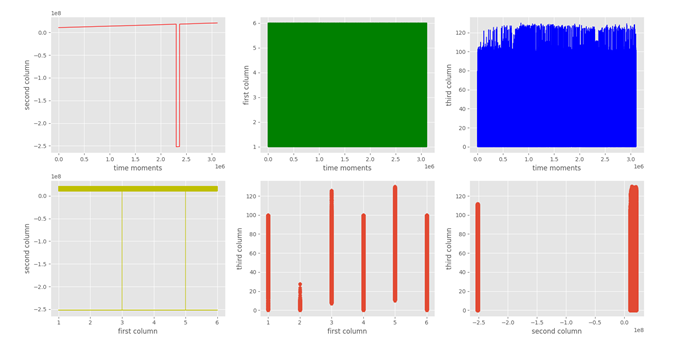 1e8
0.0
-0.5
-1.0
-1.5
-2.0
-2.5
second column
0.0 0.5 1.0 1.5 2.0 2.5 3.0
time moments
1e6
6
5
4
3
2
1
first column
0.0 0.5 1.0 1.5 2.0 2.5 3.0
time moments
1e6
120
100
80
60
40
20
0
third column
0.0 0.5 1.0 1.5 2.0 2.5 3.0
time moments
1e6
1e8
0.0
-0.5
-1.0
-1.5
-2.0
-2.5
second column
1 2 3 4 5 6
first column
120
100
80
60
40
20
0
third column
1 2 3 4 5 6
first column
120
100
80
60
40
20
0
third column
-2.5 -2.0 -1.5 -1.0 -0.5 0.0
second column
1e8